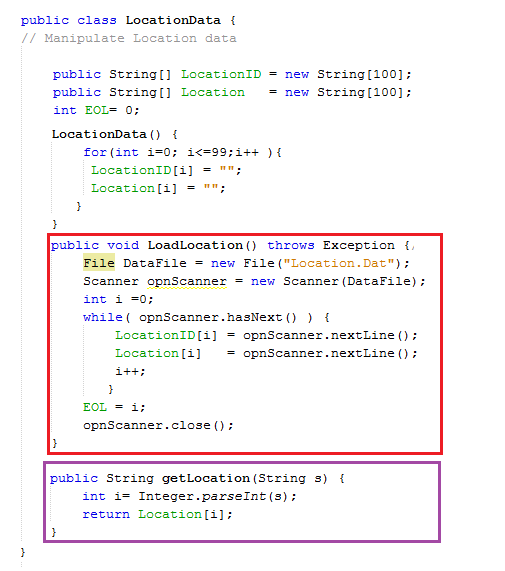 public class LocationData {
// Manipulate Location data
public String[] LocationID = new String[100];
public String[] Location   = new String[100];
int EOL= 0;
LocationData() {
for(int i=0; i<=99;i++ ){
LocationID[i] = "";
Location[i] = "";
}
}
public void LoadLocation() throws Exception {
File DataFile = new File("Location.Dat");
Scanner opnScanner = new Scanner(DataFile);
int i =0;
while( opnScanner.hasNext() ) {
LocationID[i] = opnScanner.nextLine();
Location[i]   = opnScanner.nextLine();
i++;
}
EOL = i;
opnScanner.close();
}
public String getLocation(String s) {
int i= Integer.parseInt(s);
return Location[i];
}
}